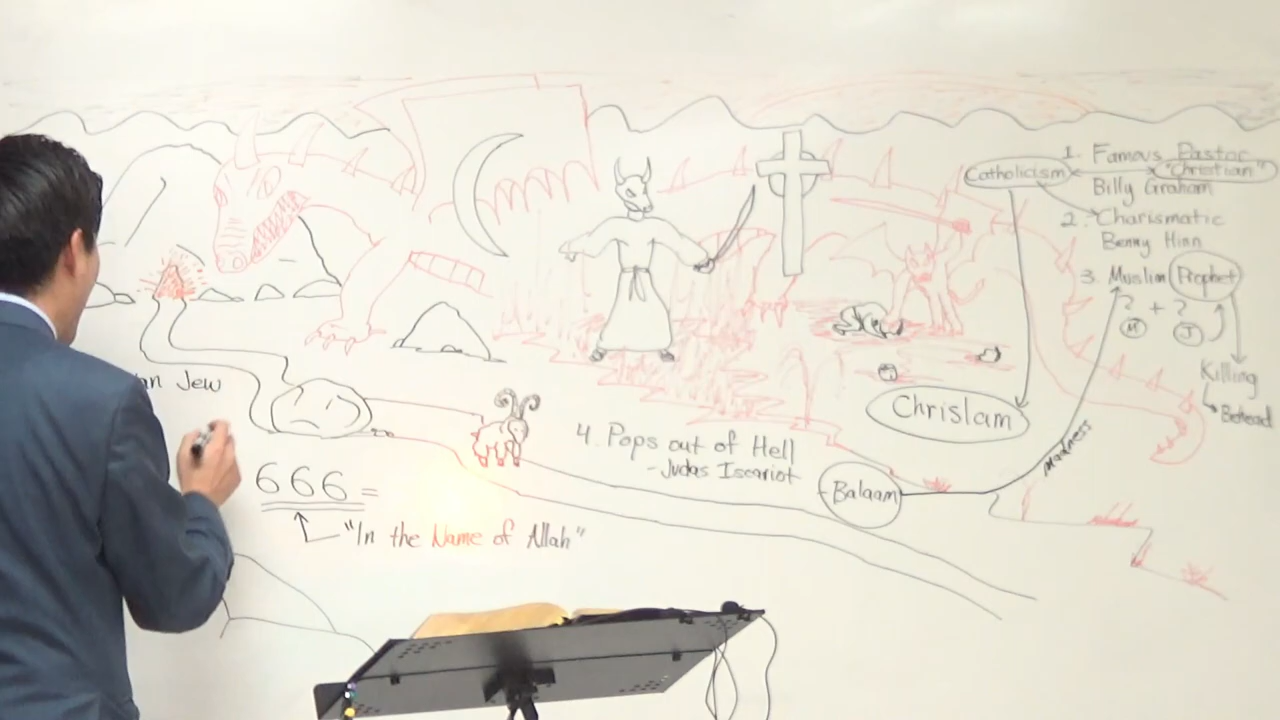 1. Famous Pastor
Catholicism
"Christian"
Billy Graham
2. Charismatic
Benny Hinn
3. Muslim Prophet
? + ?
M J
Killing
Behead
Jew
Chrislam
4. Pops out of Hell
- Judas Iscariot
Madness
-Balaam
666 =
"In the Name of Allah"